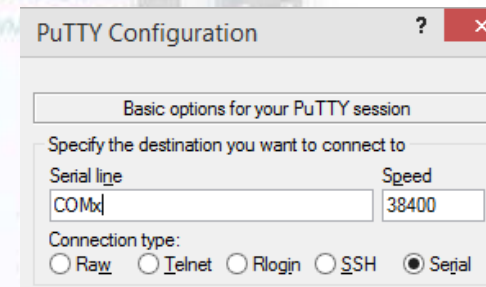 PuTTY Configuration ?
Basic options for your PuTTY session
Specify the destination you want to connect to
Serial line Speed
COMx 38400
Connection type:
Raw Telnet Rlogin SSH Serial